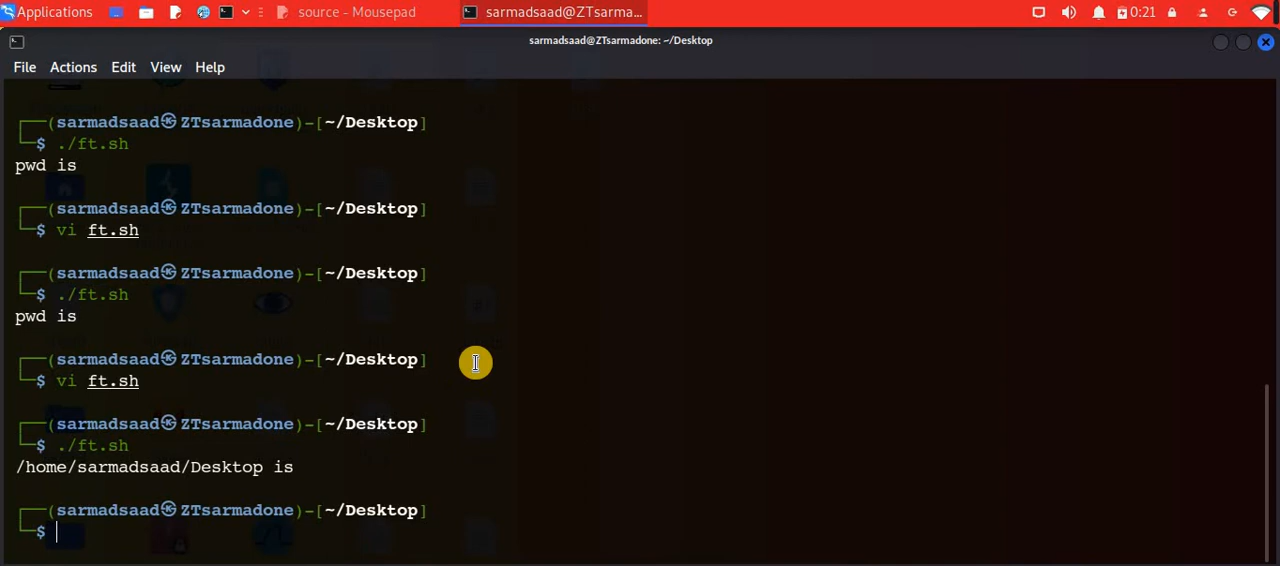 Applications
source - Mousepad
sarmadsaad@ZTsarma...
0:21
sarmadsaad@ZTsarmadone: ~/Desktop
File Actions Edit View Help
┌──(sarmadsaad㉿ZTsarmadone)-[~/Desktop]
└─$ ./ft.sh
pwd is
┌──(sarmadsaad㉿ZTsarmadone)-[~/Desktop]
└─$ vi ft.sh
┌──(sarmadsaad㉿ZTsarmadone)-[~/Desktop]
└─$ ./ft.sh
pwd is
┌──(sarmadsaad㉿ZTsarmadone)-[~/Desktop]
└─$ vi ft.sh
┌──(sarmadsaad㉿ZTsarmadone)-[~/Desktop]
└─$ ./ft.sh
/home/sarmadsaad/Desktop is
┌──(sarmadsaad㉿ZTsarmadone)-[~/Desktop]
└─$